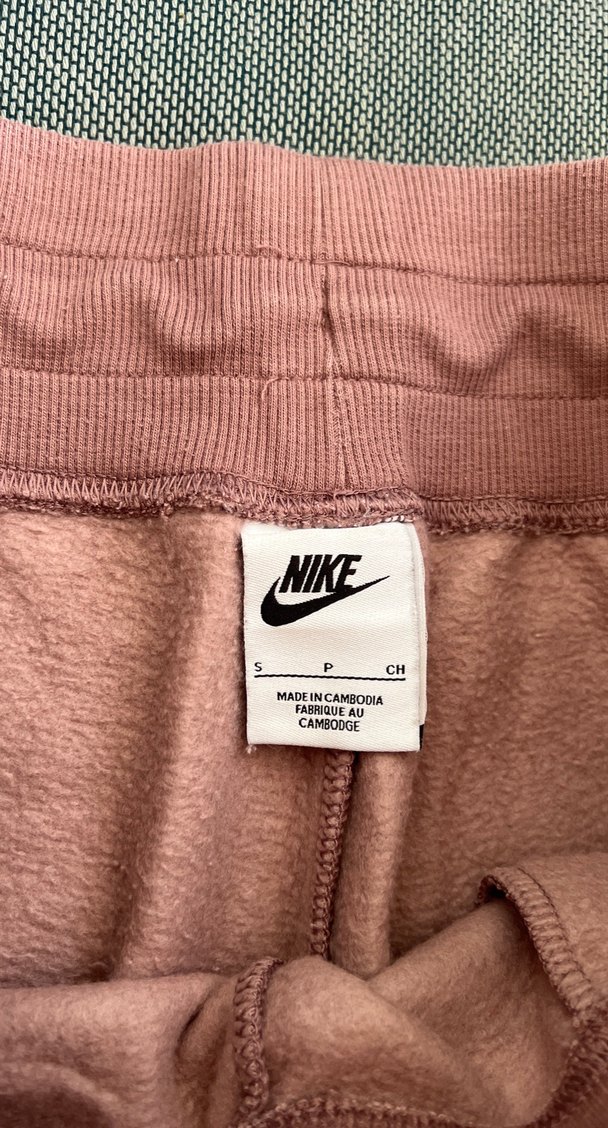 NIKE
S P CH
MADE IN CAMBODIA
FABRIQUE AU
CAMBODGE